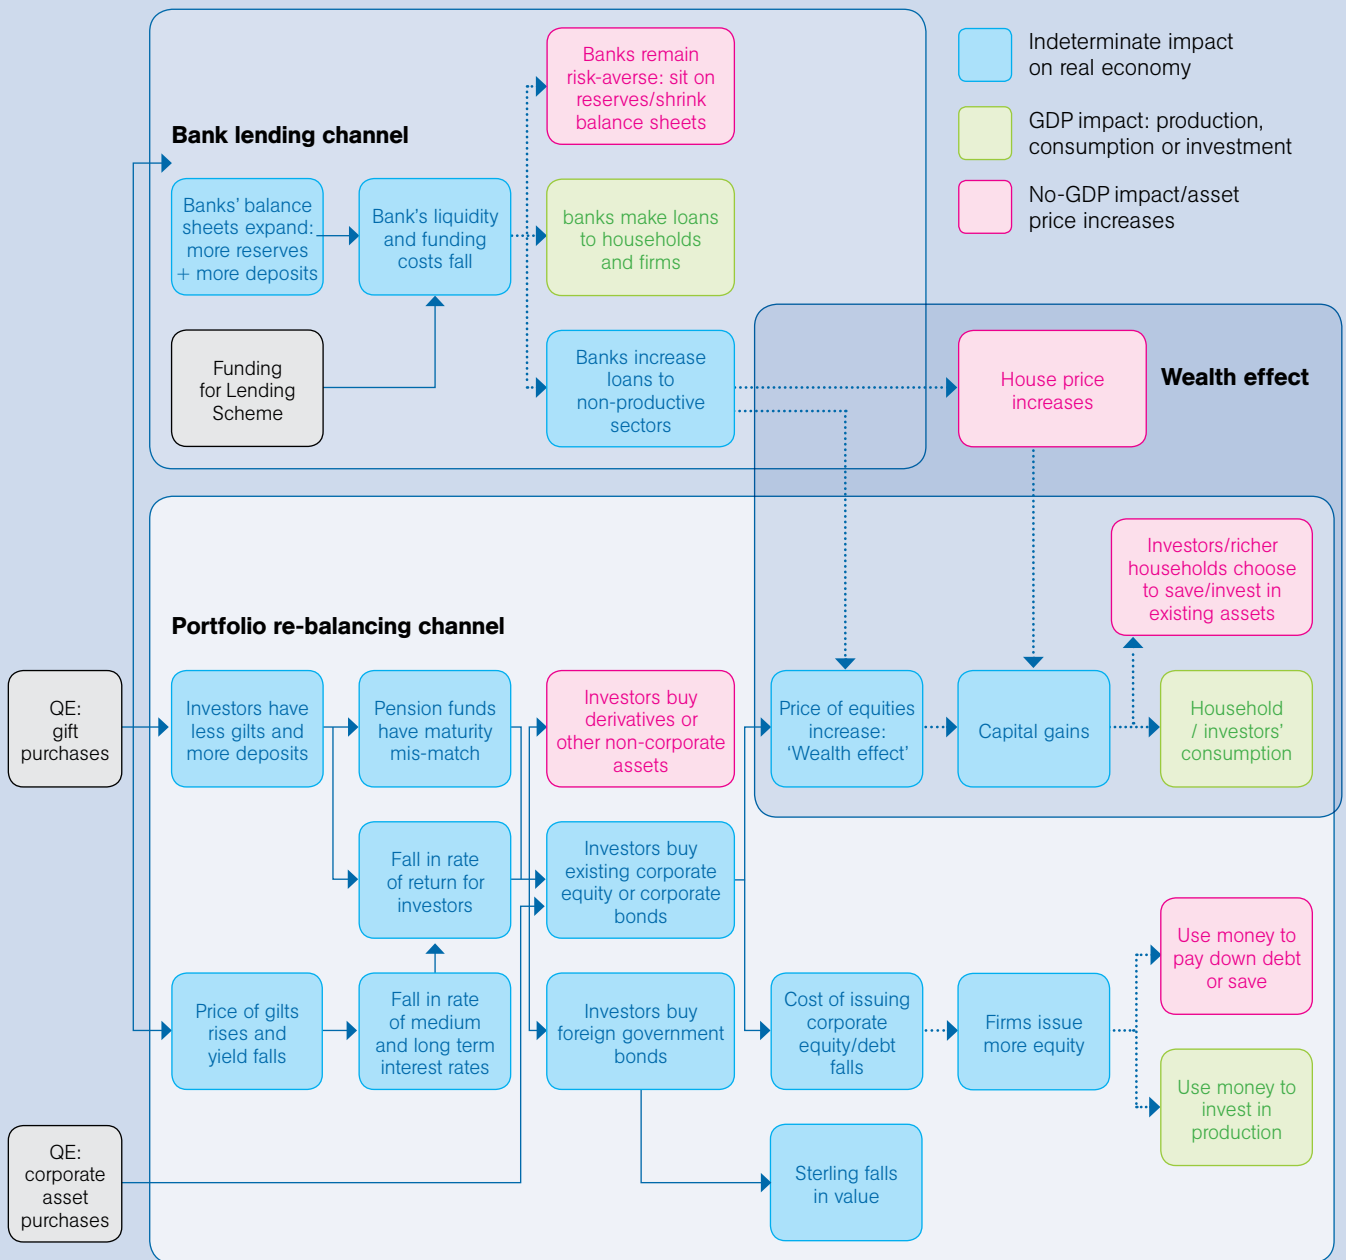 Banks remain
risk-averse: sit on
reserves/shrink
balance sheets
Indeterminate impact
on real economy
GDP impact: production,
consumption or investment
No-GDP impact/asset
price increases
Bank lending channel
Banks' balance
sheets expand:
more reserves
+ more deposits
Bank's liquidity
and funding
costs fall
banks make loans
to households
and firms
Funding
for Lending
Scheme
Banks increase
loans to
non-productive
sectors
House price
increases
Wealth effect
Investors/richer
households choose
to save/invest in
existing assets
Portfolio re-balancing channel
QE:
gift
purchases
Investors have
less gilts and
more deposits
Pension funds
have maturity
mis-match
Investors buy
derivatives or
other non-corporate
assets
Price of equities
increase:
‘Wealth effect’
Capital gains
Household
/ investors’
consumption
Fall in rate
of return for
investors
Investors buy
existing corporate
equity or corporate
bonds
Use money to
pay down debt
or save
Price of gilts
rises and
yield falls
Fall in rate
of medium
and long term
interest rates
Investors buy
foreign government
bonds
Cost of issuing
corporate
equity/debt
falls
Firms issue
more equity
Use money to
invest in
production
QE:
corporate
asset
purchases
Sterling falls
in value